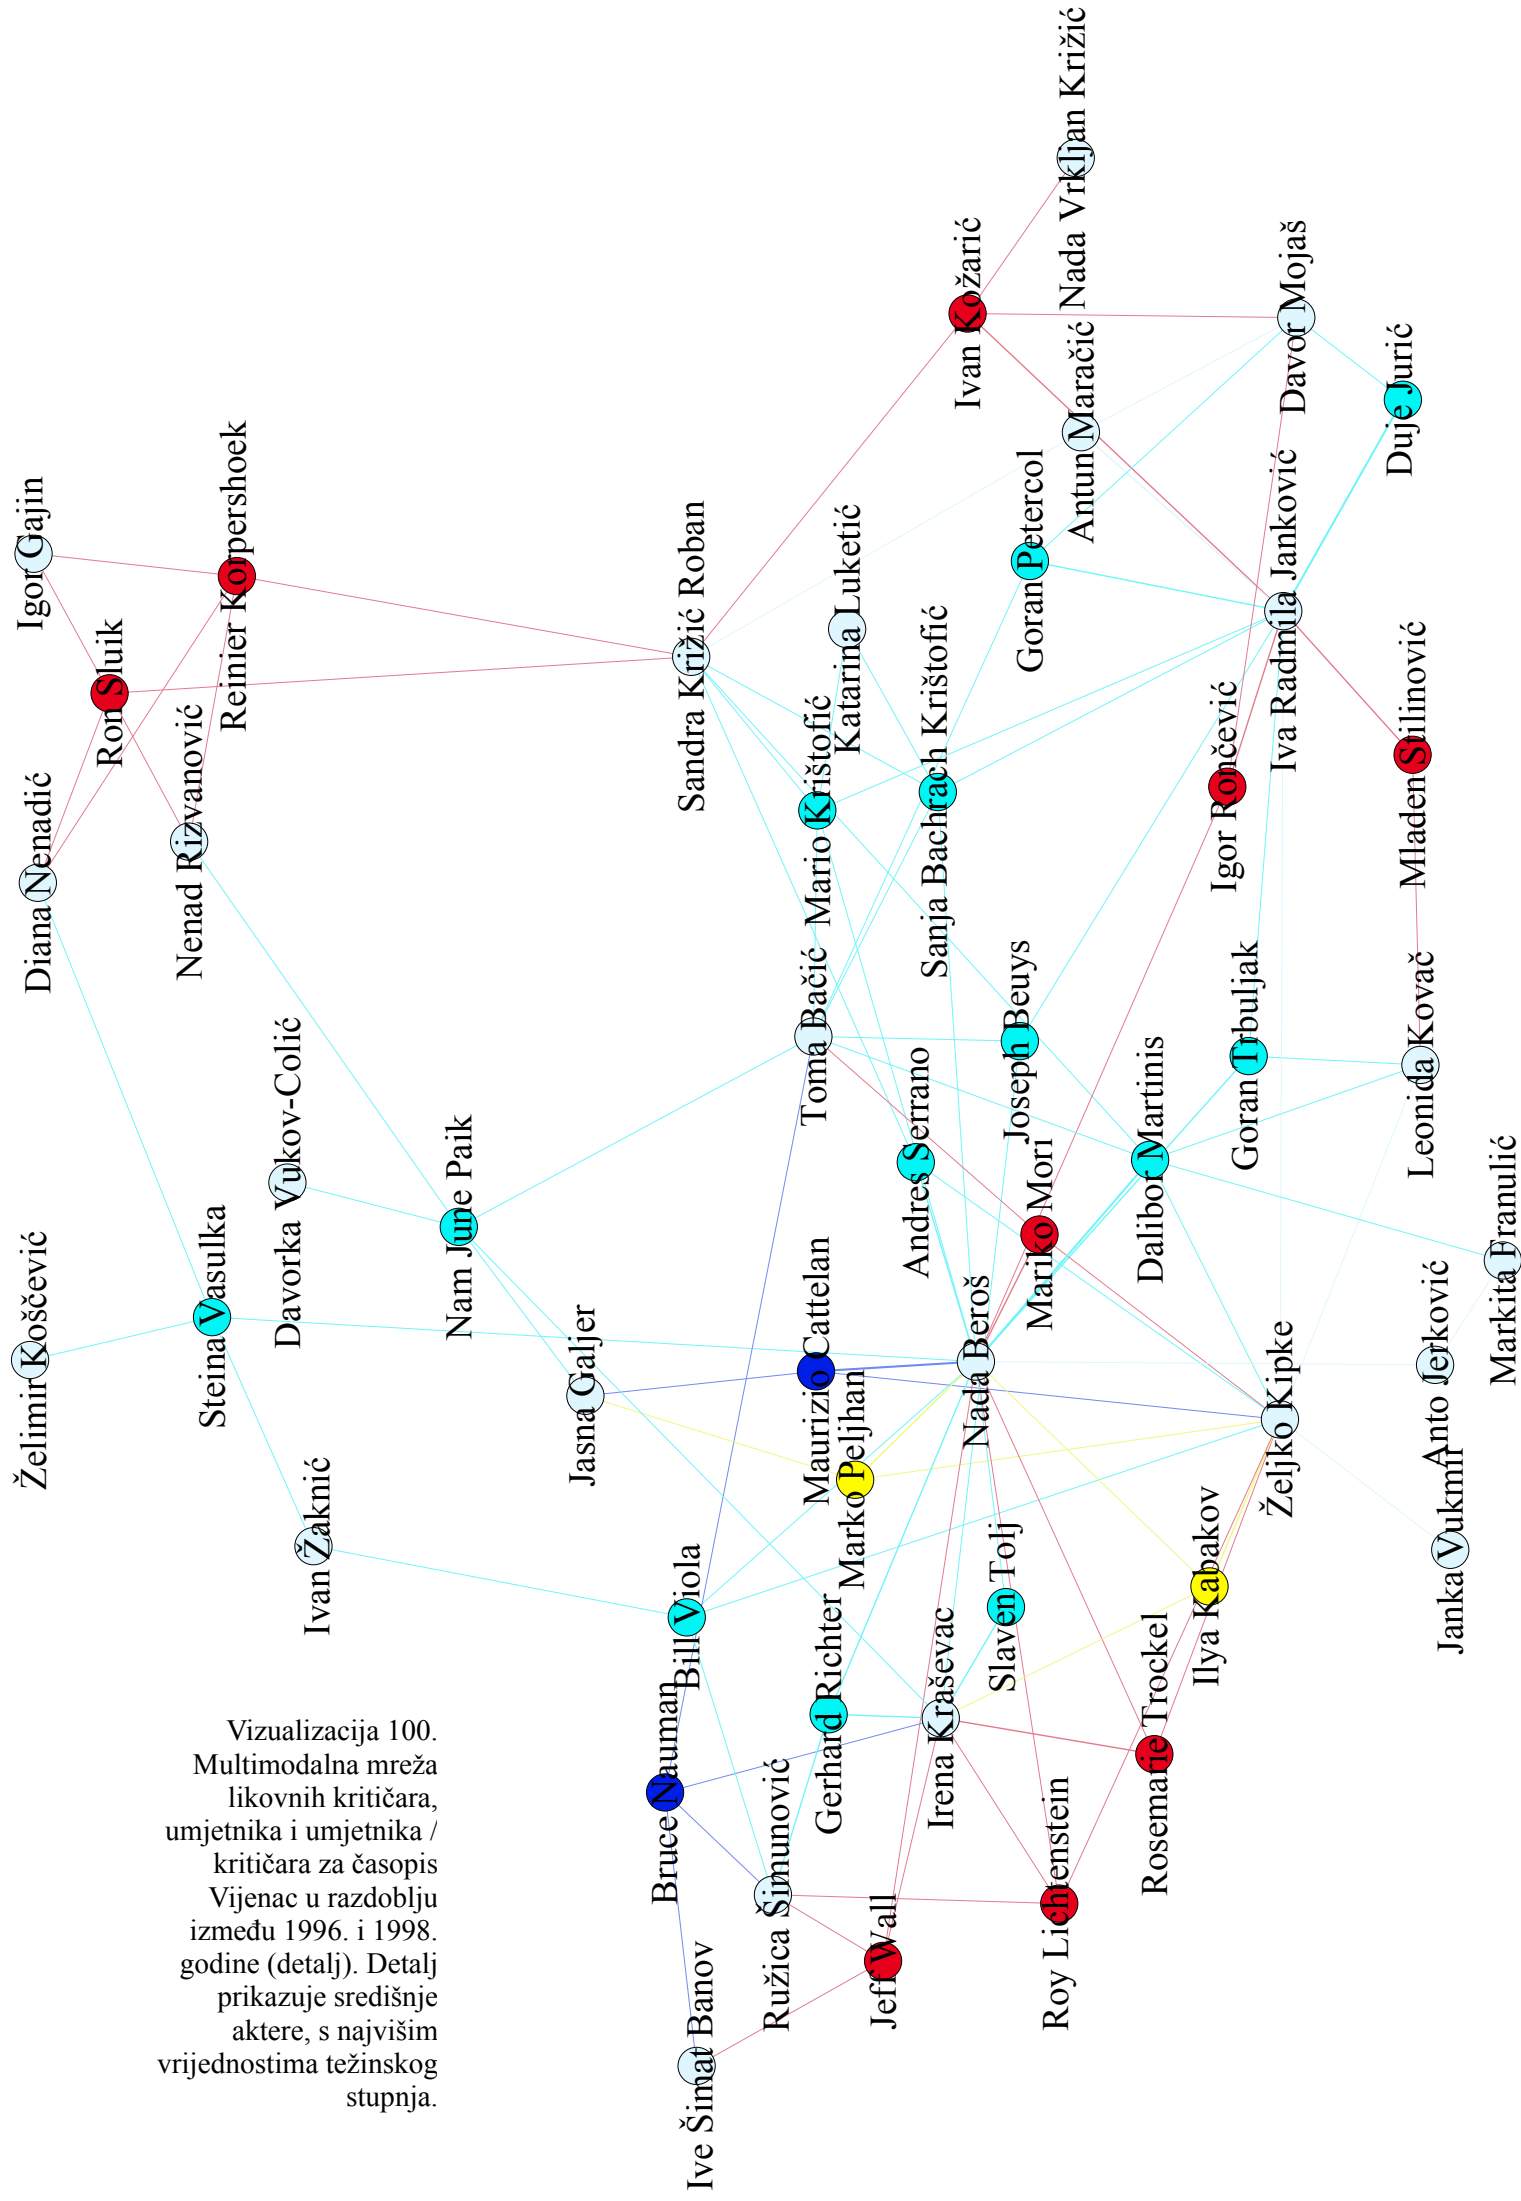 Vizualizacija 100.
Multimodalna mreža
likovnih kritičara,
umjetnika i umjetnika /
kritičara za časopis
Vijenac u razdoblju
između 1996. i 1998.
godine (detalj). Detalj
prikazuje središnje
aktere, s najvišim
vrijednostima težinskog
stupnja.
Želimir Koščević
Diana Nenadić
Igor Gajin
Ron Sluik
Nenad Rizvanović
Reinier Korpershoek
Steina Vasulka
Davorka Vukov-Colić
Ivan Žaknić
Nam June Paik
Jasna Galjer
Sandra Križić Roban
Bill Viola
Bruce Nauman
Ive Šimat Banov
Ružica Šimunović
Maurizio Cattelan
Toma Bačić
Mario Krištofić
Katarina Luketić
Marko Peljhan
Gerhard Richter
Jeff Wall
Andres Serrano
Sanja Bachrach Krištofić
Irena Kraševac
Ivan Kožarić
Nada Beroš
Slaven Tolj
Joseph Beuys
Goran Petercol
Mariko Mori
Roy Lichtenstein
Antun Maračić
Nada Vrkljan Križić
Dalibor Martinis
Rosemarie Trockel
Ilya Kabakov
Igor Rončević
Goran Trbuljak
Željko Kipke
Iva Radmila Janković
Davor Mojaš
Duje Jurić
Mladen Stilinović
Leonida Kovač
Anto Jerković
Janka Vukmir
Markita Franulić